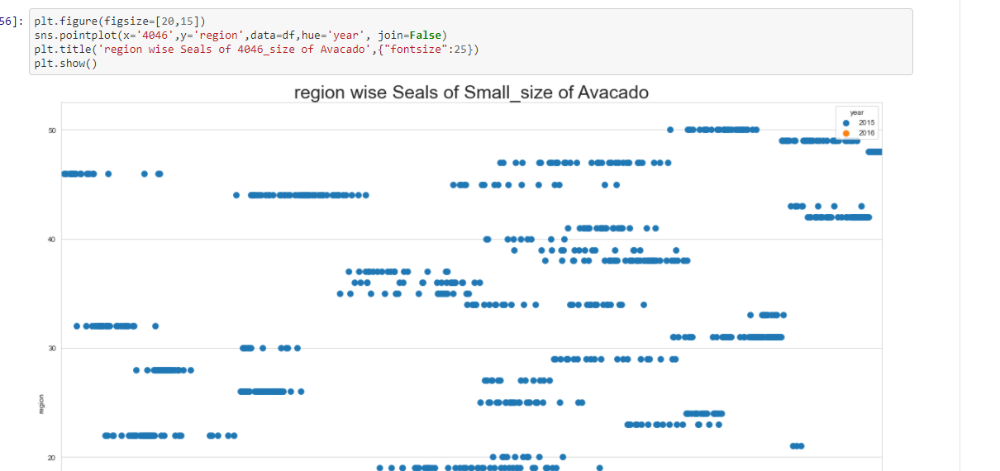 56]:
plt.figure(figsize=[20,15])
sns.pointplot(x='4046',y='region',data=df,hue='year', join=False)
plt.title('region wise Seals of 4046_size of Avacado',{"fontsize":25})
plt.show()
region wise Seals of Small_size of Avacado
year
2015
2016
50
40
30
region
20